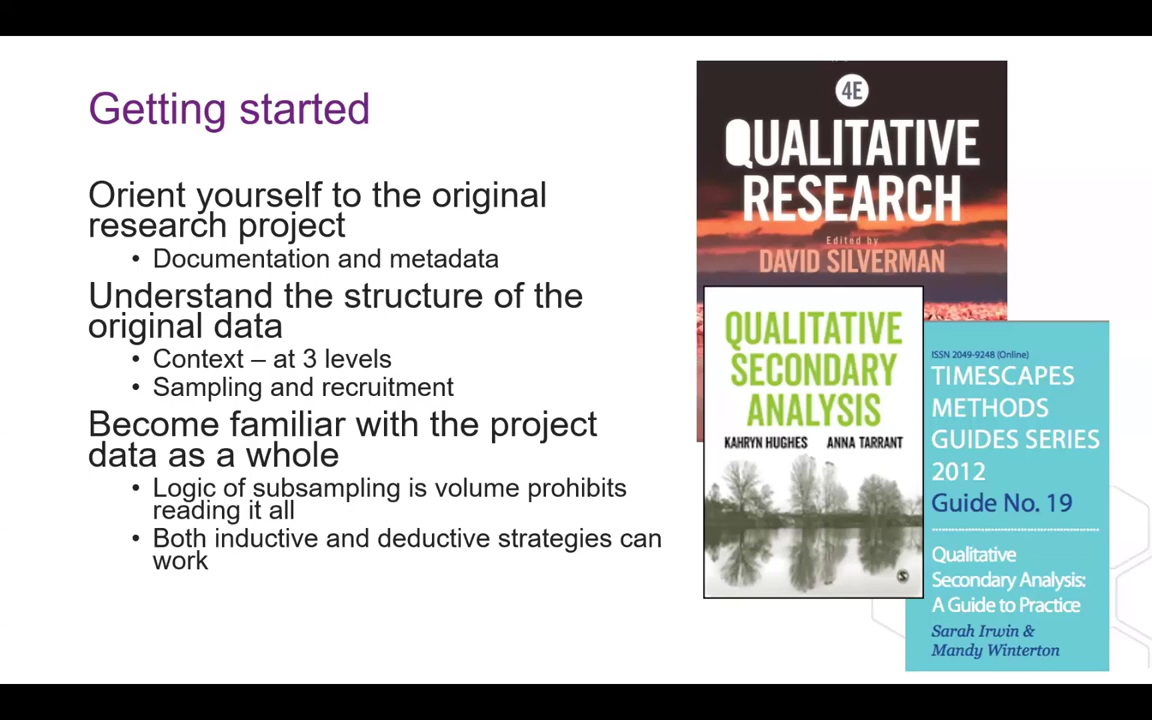 Getting started
Orient yourself to the original
research project
• Documentation and metadata
Understand the structure of the
original data
• Context – at 3 levels
• Sampling and recruitment
Become familiar with the project
data as a whole
• Logic of subsampling is volume prohibits
reading it all
• Both inductive and deductive strategies can
work
4E
QUALITATIVE
RESEARCH
Edited by
DAVID SILVERMAN
QUALITATIVE
SECONDARY
ANALYSIS
KAHRYN HUGHES ANNA TARRANT
ISSN 2049-9248 (Online)
TIMESCAPES
METHODS
GUIDES SERIES
2012
Guide No. 19
Qualitative
Secondary Analysis:
A Guide to Practice
Sarah Irwin &
Mandy Winterton